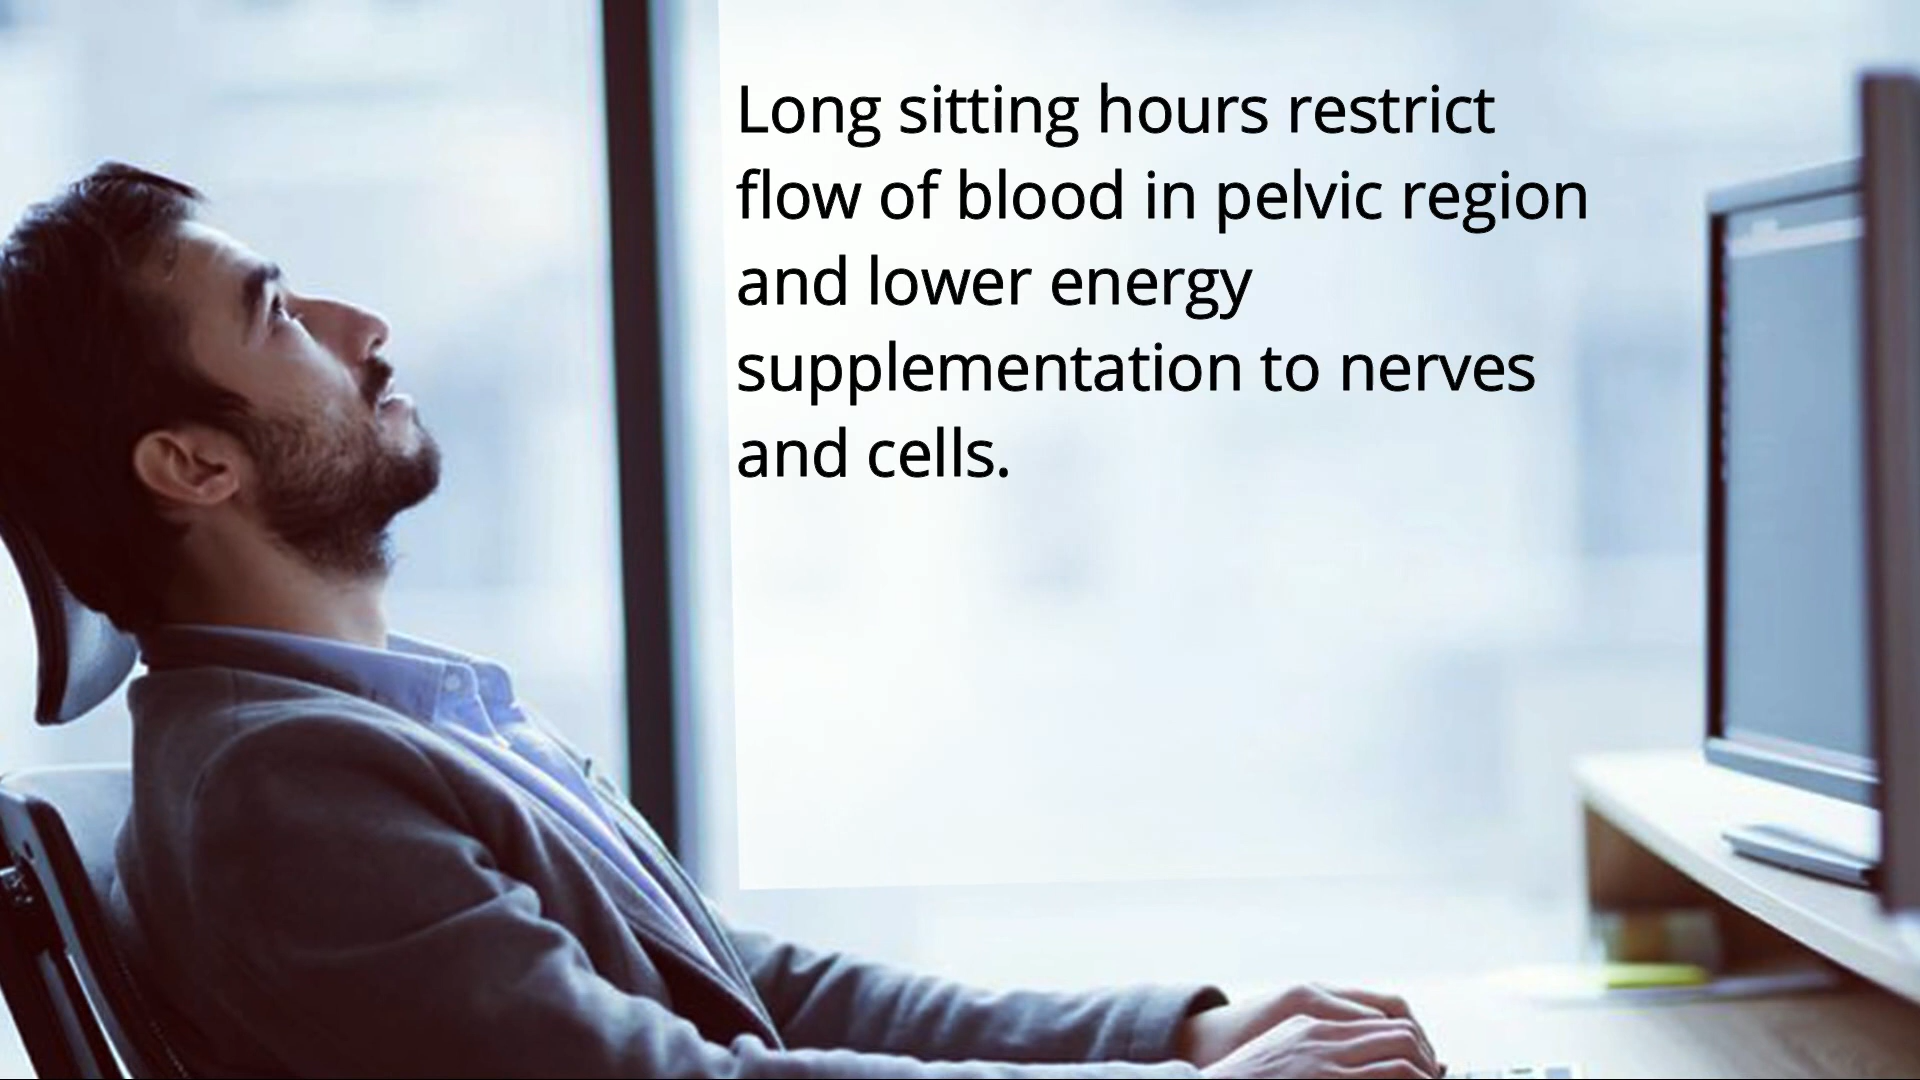 Long sitting hours restrict
flow of blood in pelvic region
and lower energy
supplementation to nerves
and cells.